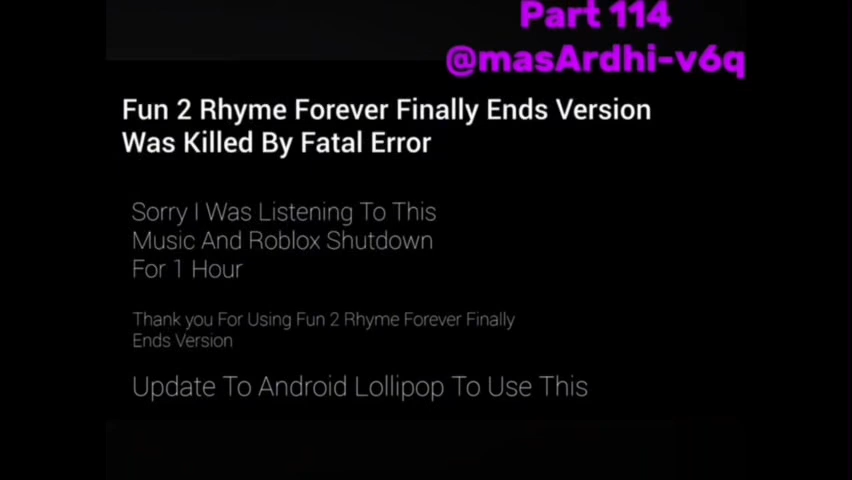 Part 114
@masArdhi-v6q
Fun 2 Rhyme Forever Finally Ends Version
Was Killed By Fatal Error
Sorry I Was Listening To This
Music And Roblox Shutdown
For 1 Hour
Thank you For Using Fun 2 Rhyme Forever Finally
Ends Version
Update To Android Lollipop To Use This